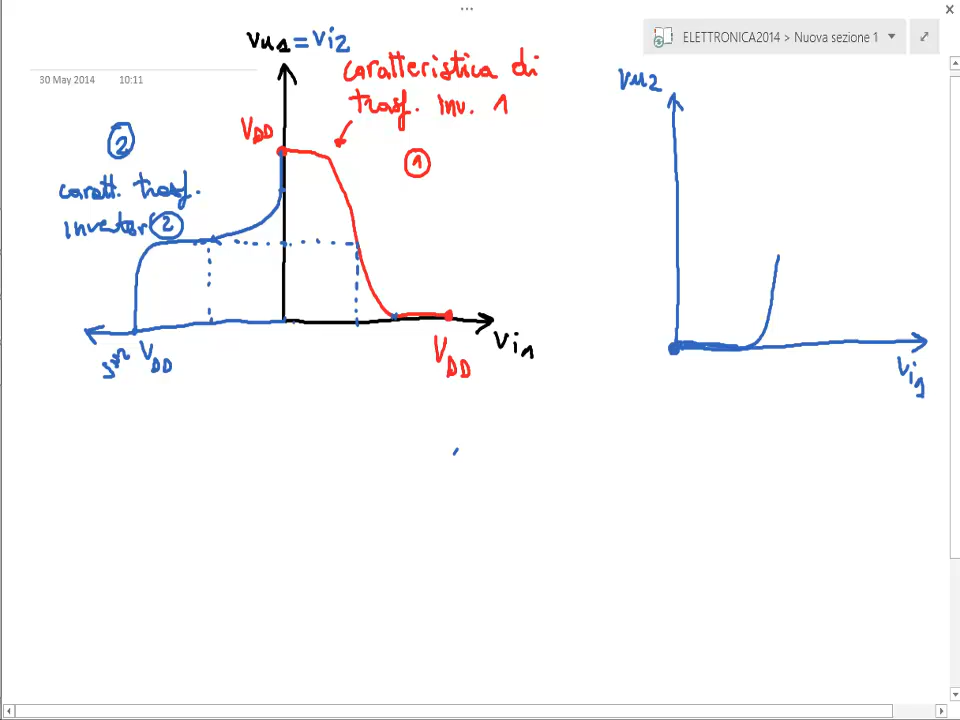 ELETTRONICA2014 > Nuova sezione 1
30 May 2014 10:11
Vu1 = Vi2
caratteristica di
trasf. inv. 1
VDD
1
2
caratt. trasf.
inverter 2
VDD
Vi1
VDD
Vu2
Vi1